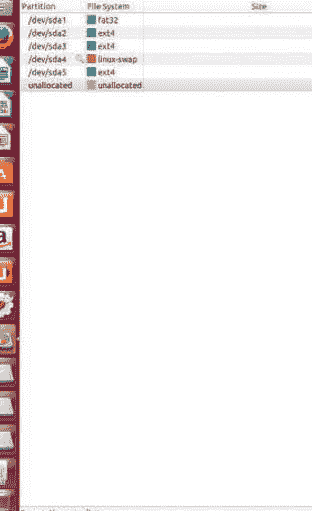 Partition File System Size
/dev/sda1 fat32
/dev/sda2 ext4
/dev/sda3 ext4
/dev/sda4 linux-swap
/dev/sda5 ext4
unallocated unallocated